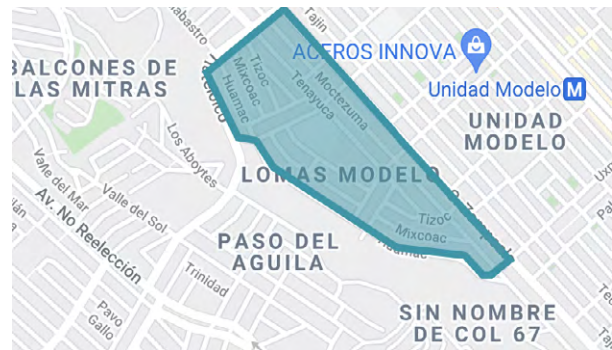 Tajín
Alabastro
ACEROS INNOVA
BALCONES DE
LAS MITRAS
Tizoc
Mixcoac
Huamac
Moctezuma
Tenayuca
Unidad Modelo
M
UNIDAD
MODELO
Los Aboytes
Valle del Mar
Valle del Sol
Av. No Reelección
LOMAS MODELO
Tizoc
Mixcoac
Huamac
PASO DEL
AGUILA
Trinidad
Pavo
Gallo
SIN NOMBRE
DE COL 67